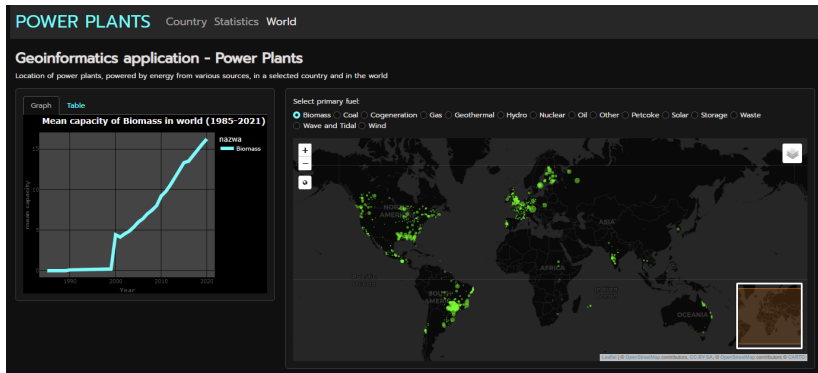 POWER PLANTS Country Statistics World
Geoinformatics application - Power Plants
Location of power plants, powered by energy from various sources, in a selected country and in the world
Graph Table
Mean capacity of Biomass in world (1985-2021)
nazwa
Biomass
mean capacity
15
10
5
0
1990 2000 2010 2020
Year
Select primary fuel:
Biomass Coal Cogeneration Gas Geothermal Hydro Nuclear Oil Other Petcoke Solar Storage Waste
Wave and Tidal Wind
+
−
NORTH
AMERICA
ASIA
AFRICA
SOUTH
AMERICA
OCEANIA
Leaflet | © OpenStreetMap contributors, CC-BY-SA, © OpenStreetMap contributors © CARTO